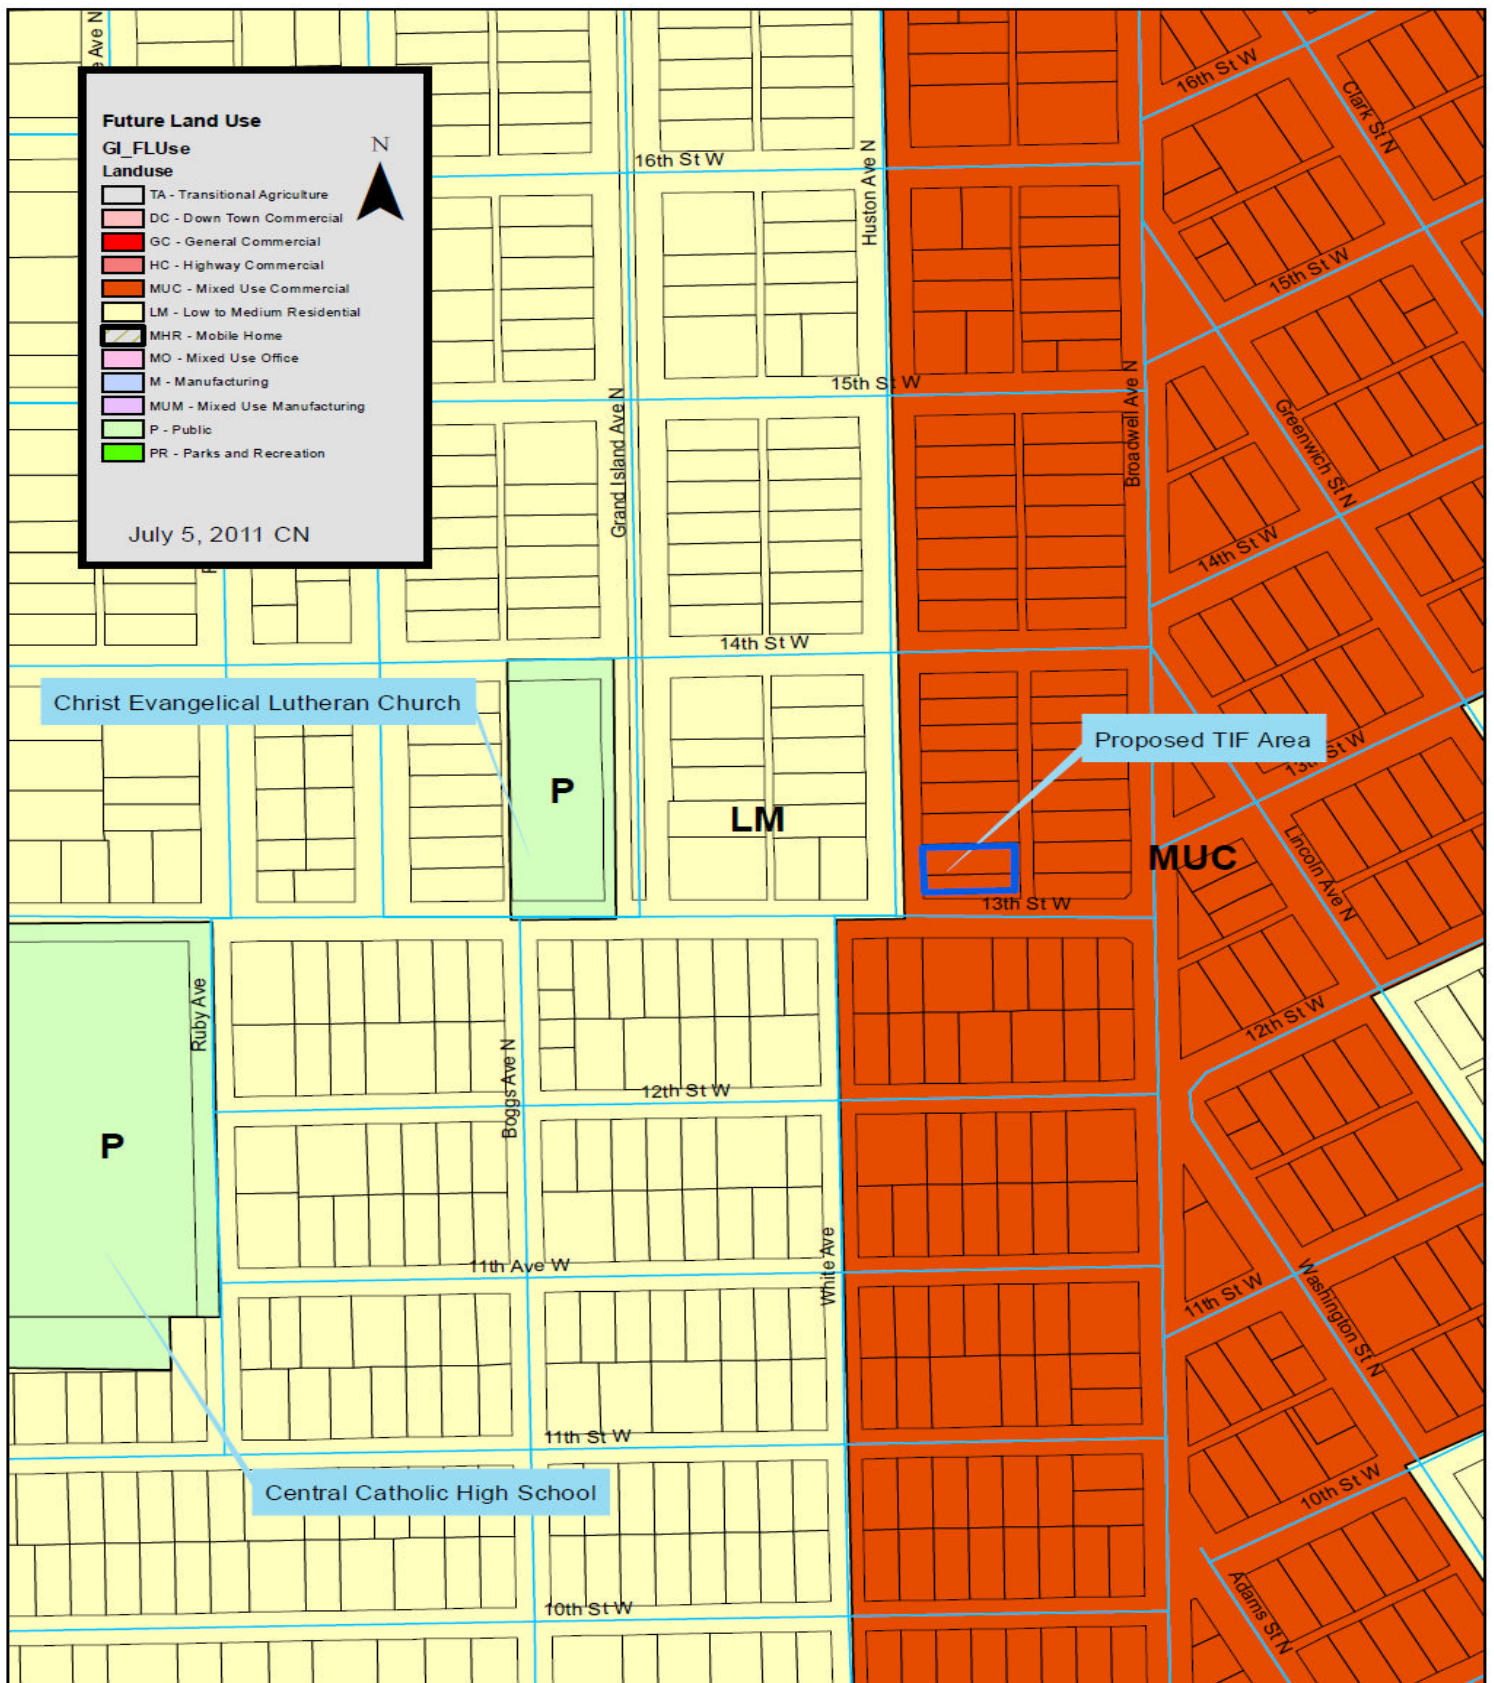 e Ave N
Future Land Use
GI_FLUse
Landuse
N
TA - Transitional Agriculture
DC - Down Town Commercial
GC - General Commercial
HC - Highway Commercial
MUC - Mixed Use Commercial
LM - Low to Medium Residential
MHR - Mobile Home
MO - Mixed Use Office
M - Manufacturing
MUM - Mixed Use Manufacturing
P - Public
PR - Parks and Recreation
July 5, 2011 CN
16th St W
Clark St N
16th St W
Huston Ave N
15th St W
15th St W
Grand Island Ave N
Broadwell Ave N
Greenwich St N
14th St W
14th St W
Christ Evangelical Lutheran Church
Proposed TIF Area
13th St W
P
LM
MUC
Lincoln Ave N
13th St W
Ruby Ave
12th St W
Boggs Ave N
12th St W
P
White Ave
11th Ave W
11th St W
Washington St N
11th St W
Central Catholic High School
10th St W
10th St W
Adams St N